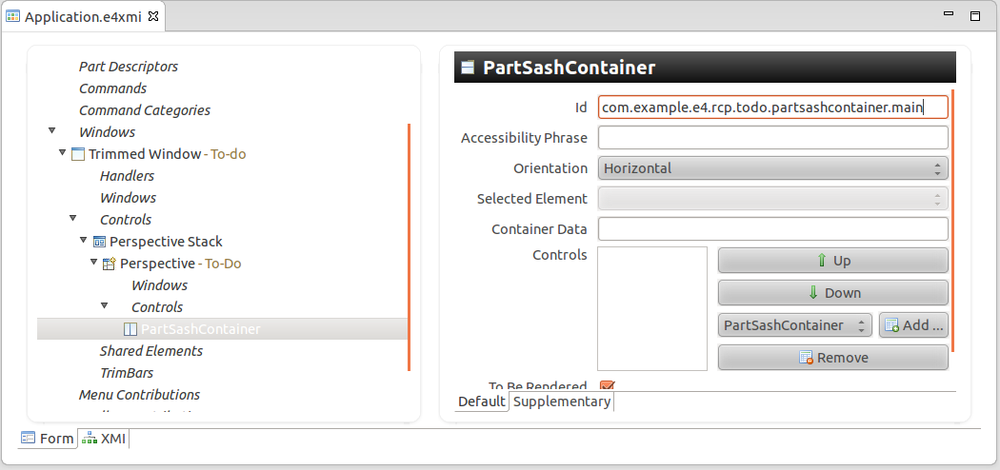 Application.e4xmi
Part Descriptors
Commands
Command Categories
Windows
Trimmed Window - To-do
Handlers
Windows
Controls
Perspective Stack
Perspective - To-Do
Windows
Controls
PartSashContainer
Shared Elements
TrimBars
Menu Contributions
PartSashContainer
Id com.example.e4.rcp.todo.partsashcontainer.main
Accessibility Phrase
Orientation Horizontal
Selected Element
Container Data
Controls
Up
Down
PartSashContainer Add ...
Remove
To Be Rendered
Default Supplementary
Form XMI